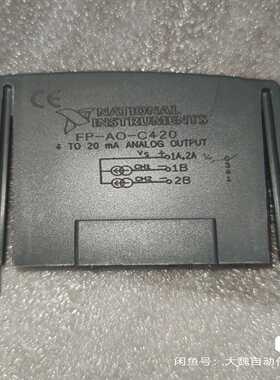 CE
NATIONAL
INSTRUMENTS
FP-AO-C420
4 TO 20 mA ANALOG OUTPUT
Vs + 1A,2A
CH1 1B
CH2 2B
闲鱼号：大魏自动